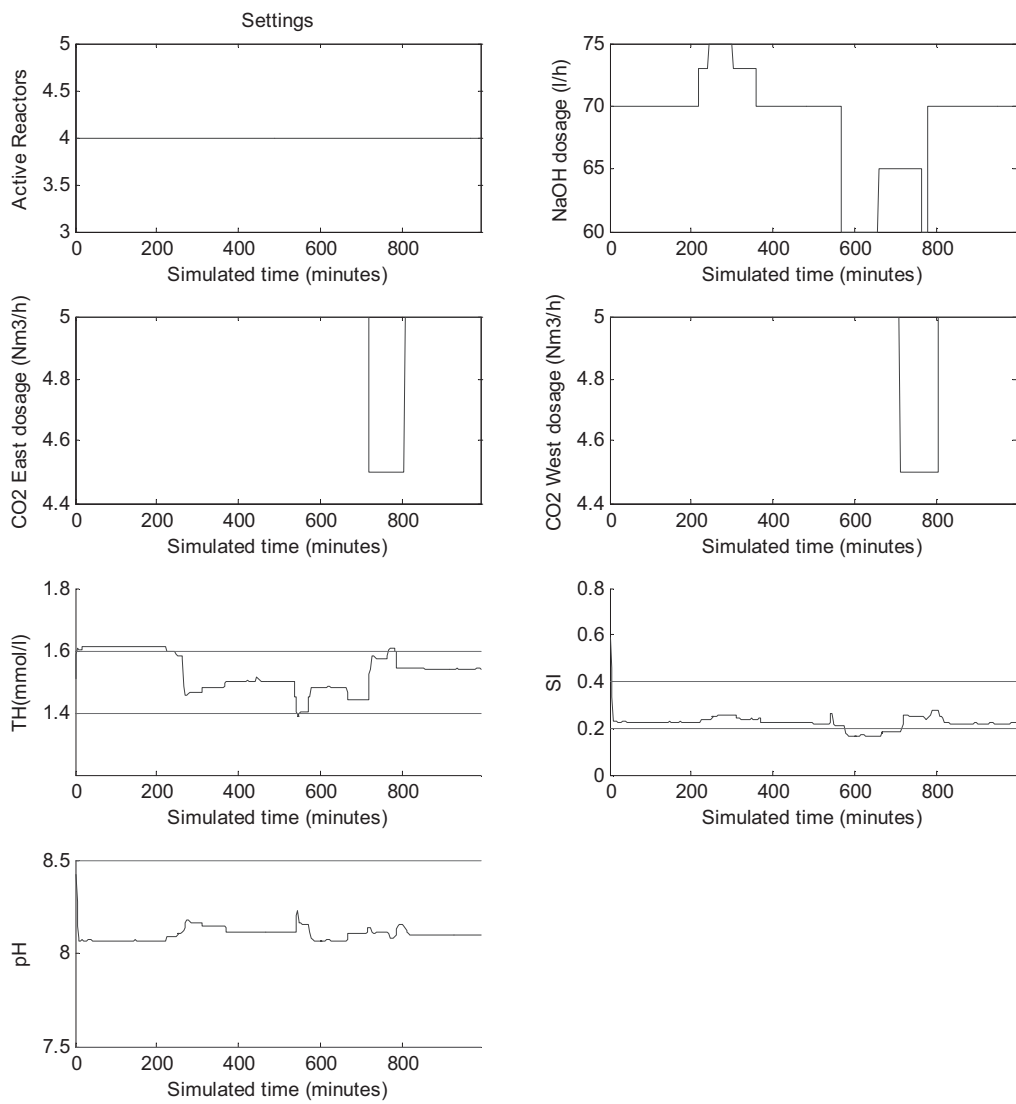 Settings
Active Reactors
5
4.5
4
3.5
3
0 200 400 600 800
Simulated time (minutes)
NaOH dosage (l/h)
75
70
65
60
0 200 400 600 800
Simulated time (minutes)
CO2 East dosage (Nm3/h)
5
4.8
4.6
4.4
0 200 400 600 800
Simulated time (minutes)
CO2 West dosage (Nm3/h)
5
4.8
4.6
4.4
0 200 400 600 800
Simulated time (minutes)
TH(mmol/l)
1.8
1.6
1.4
0 200 400 600 800
Simulated time (minutes)
SI
0.8
0.6
0.4
0.2
0
0 200 400 600 800
Simulated time (minutes)
pH
8.5
8
7.5
0 200 400 600 800
Simulated time (minutes)